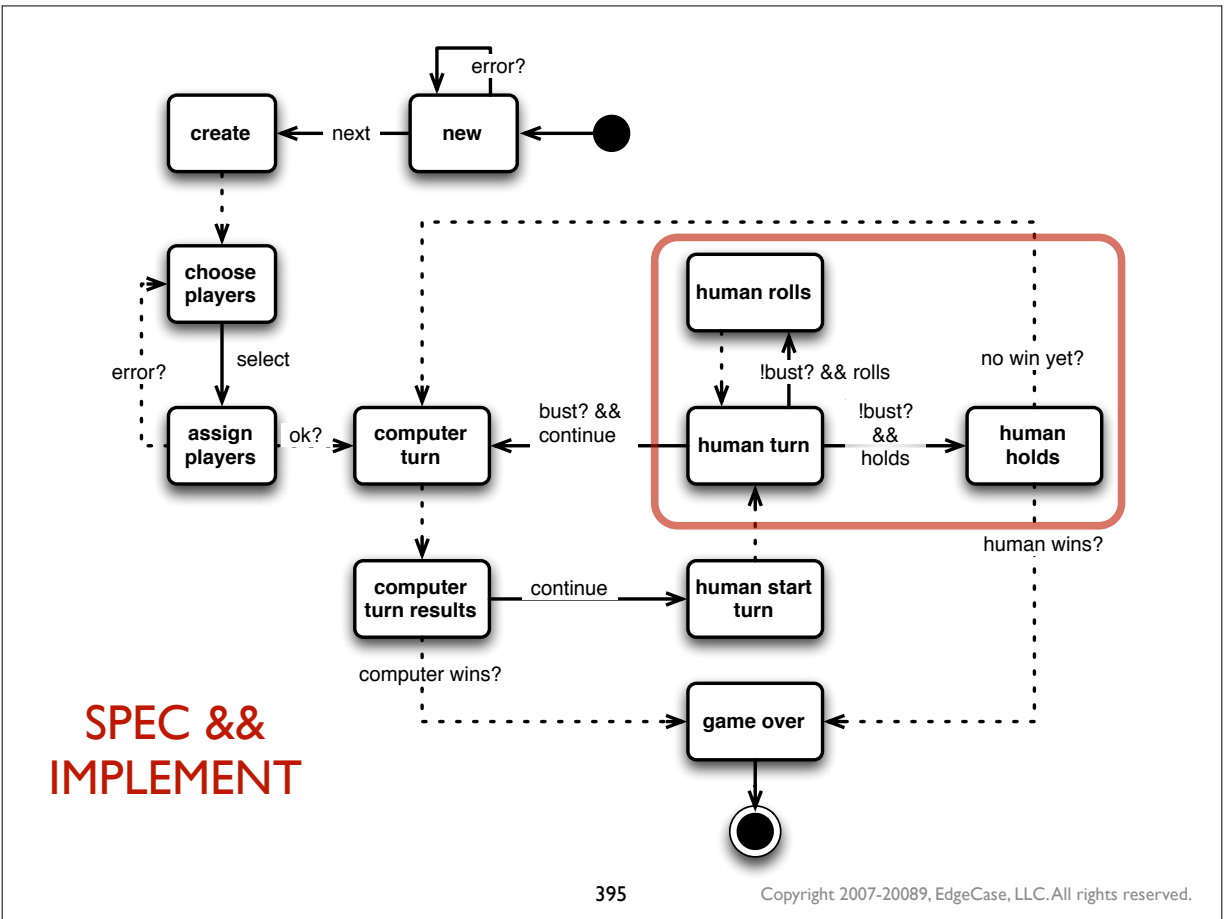 error?
create
next
new
choose
players
human rolls
error?
select
no win yet?
!bust? && rolls
bust? &&
continue
!bust?
&&
holds
assign
players
ok?
computer
turn
human turn
human
holds
human wins?
computer
turn results
continue
human start
turn
computer wins?
game over
SPEC &&
IMPLEMENT
395
Copyright 2007-20089, EdgeCase, LLC. All rights reserved.